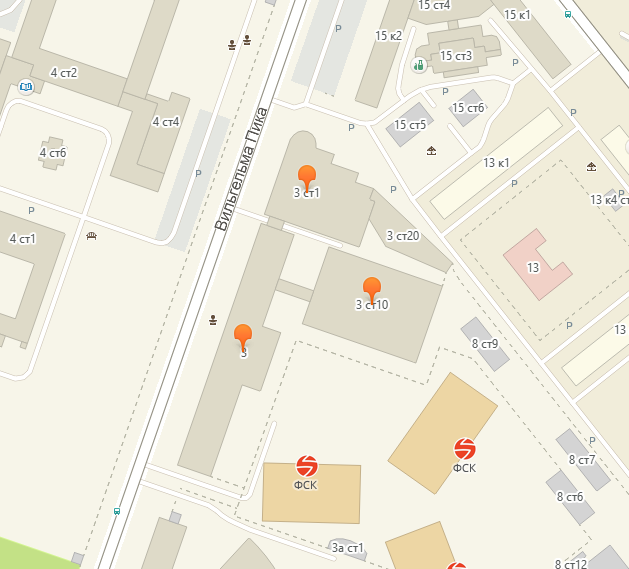 15 ст4
15 к1
15 к2
15 ст3
P
P
4 ст2
P
15 ст6
P
4 ст4
15 ст5
P
P
4 ст6
13 к1
P
P
Вильгельма Пика
3 ст1
P
13 к4 ст
P
4 ст1
3 ст20
13
3 ст10
P
13
3
8 ст9
P
8 ст7
ФСК
ФСК
8 ст6
3а ст1
8 ст12